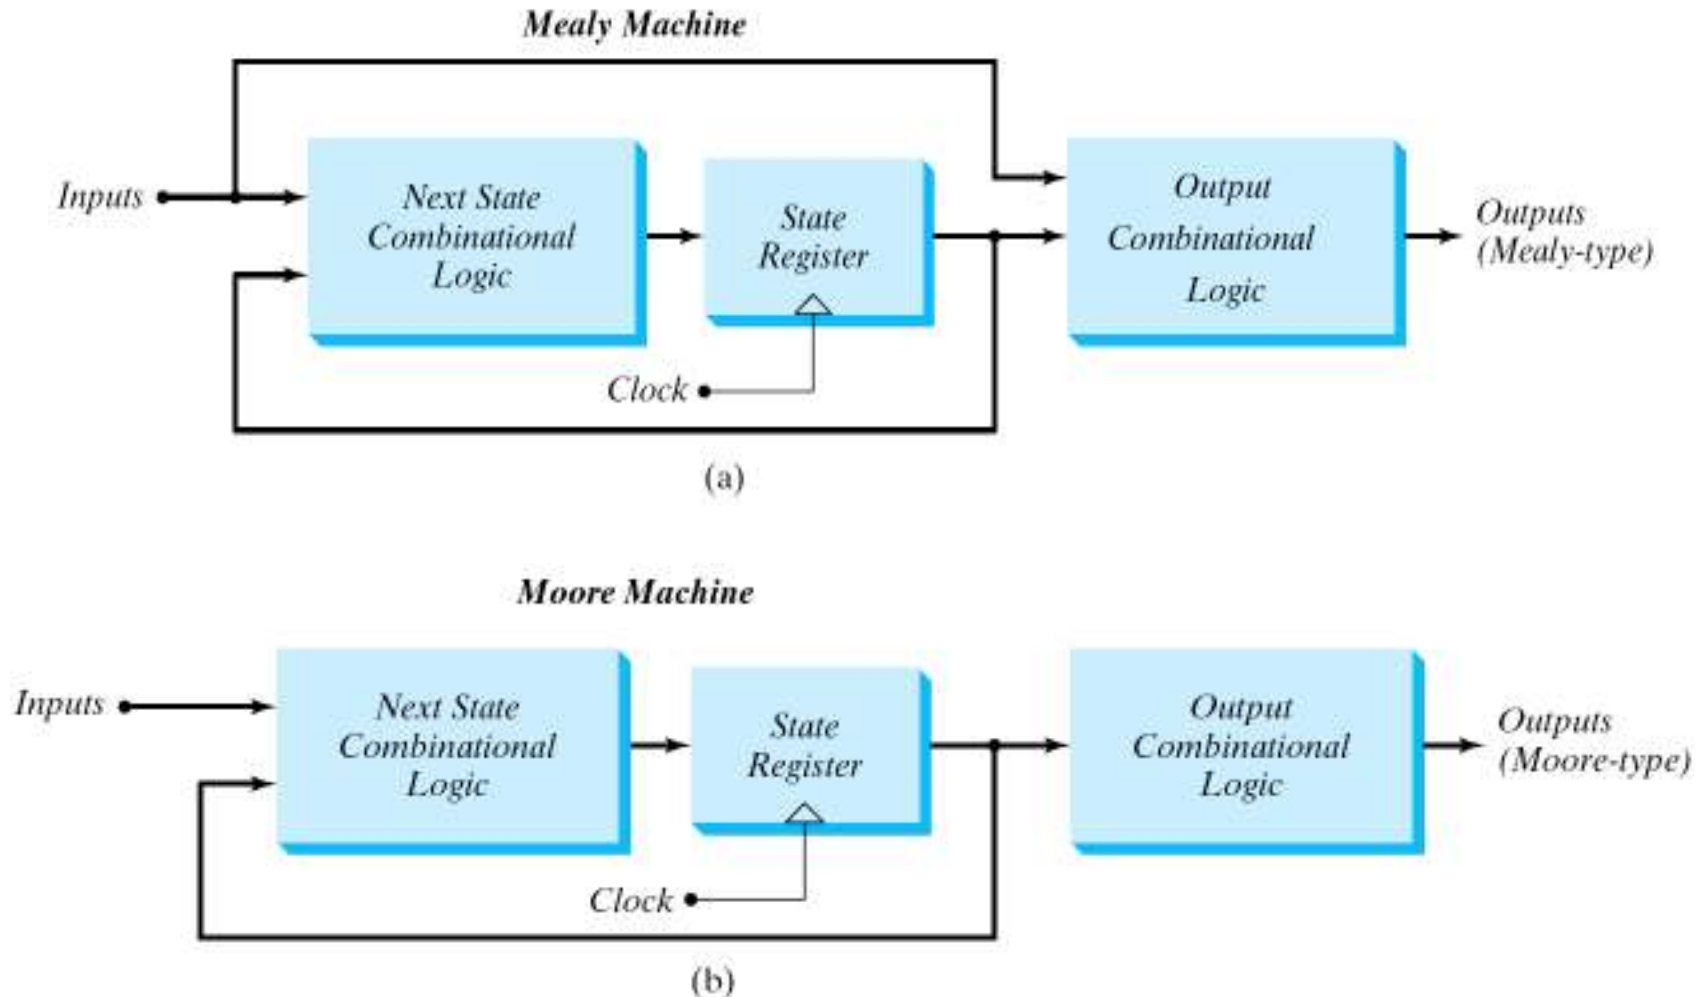 Mealy Machine
Inputs
Next State
Combinational
Logic
State
Register
Clock
Output
Combinational
Logic
Outputs
(Mealy-type)
(a)
Moore Machine
Inputs
Next State
Combinational
Logic
State
Register
Clock
Output
Combinational
Logic
Outputs
(Moore-type)
(b)